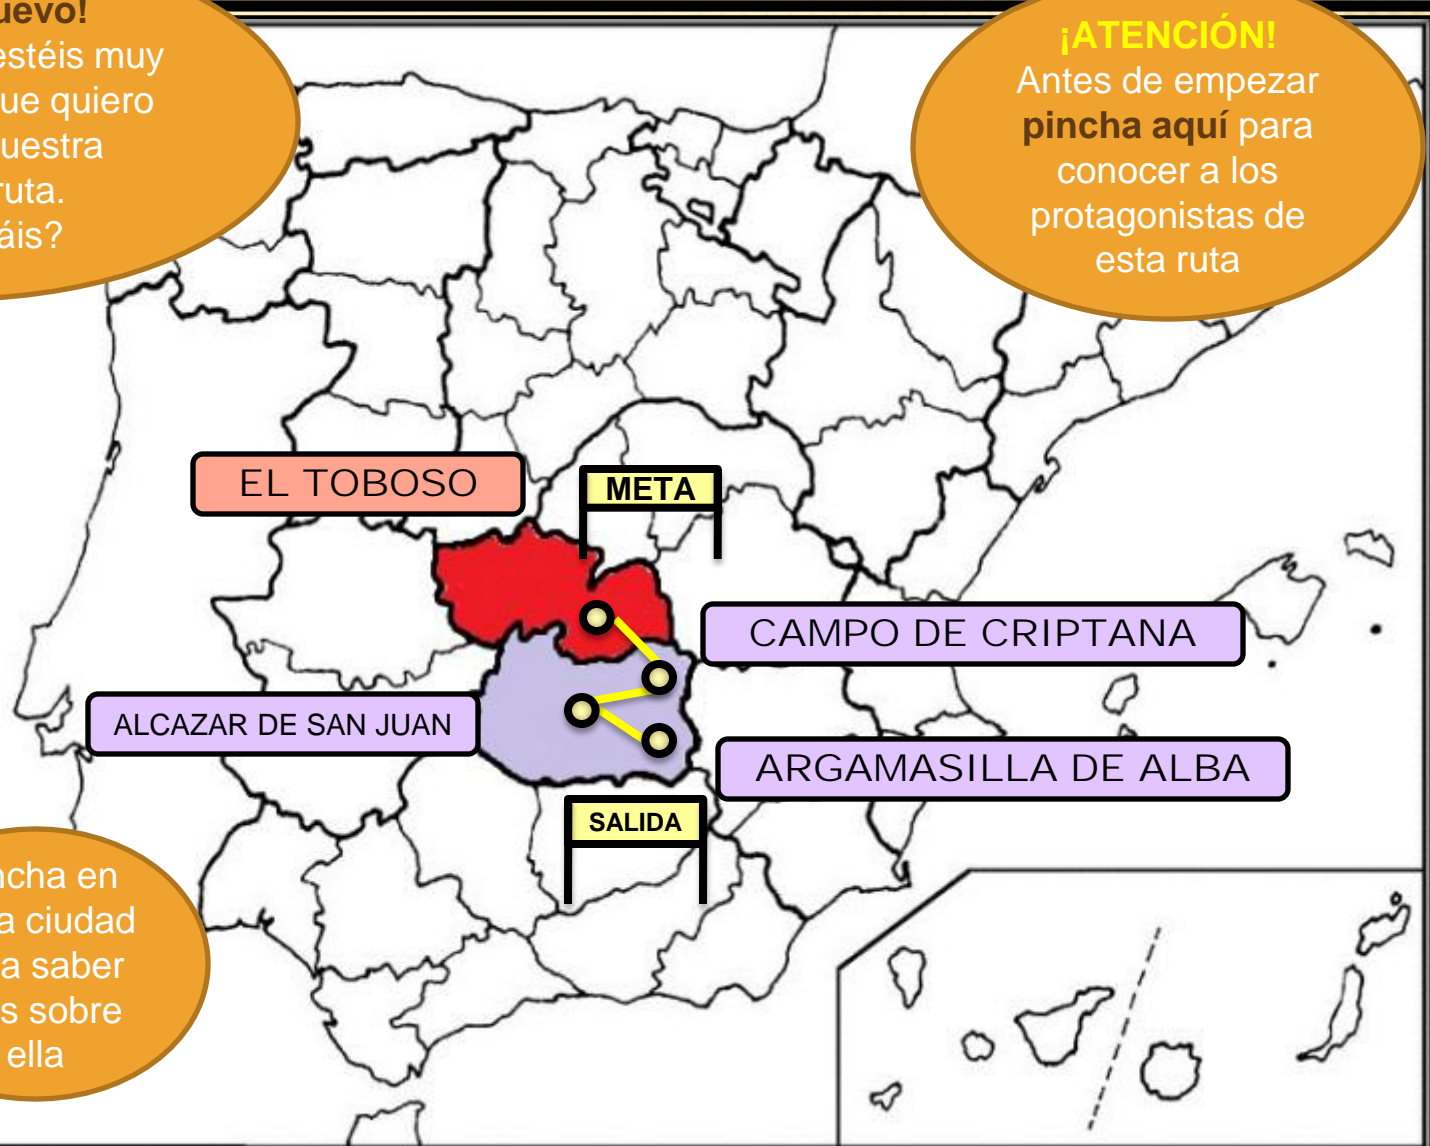 uevo!
estéis muy
ue quiero
uestra
ruta.
áis?
¡ATENCIÓN!
Antes de empezar
pincha aquí para
conocer a los
protagonistas de
esta ruta
EL TOBOSO
META
CAMPO DE CRIPTANA
ALCAZAR DE SAN JUAN
ARGAMASILLA DE ALBA
SALIDA
ncha en
a ciudad
a saber
s sobre
ella